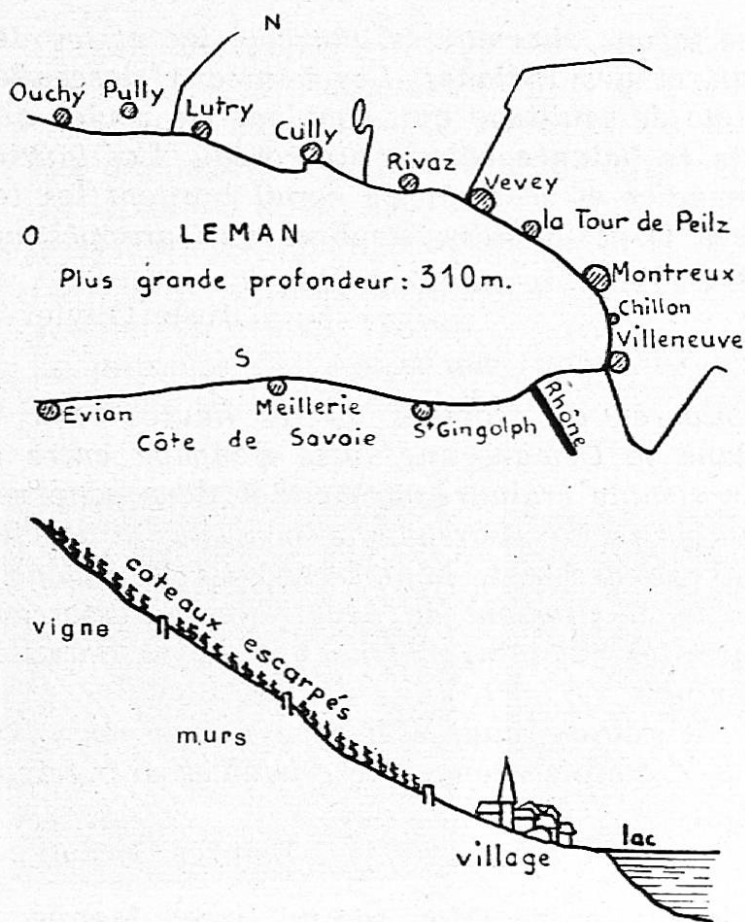 N
Ouchy Pully
Lutry
Cully
Rivaz
Vevey
la Tour de Peilz
O LEMAN
Plus grande profondeur: 310m.
Montreux
Chillon
Villeneuve
S
Evian
Meillerie
St Gingolph
Rhône
Côte de Savoie
coteaux escarpés
vigne
murs
village
lac